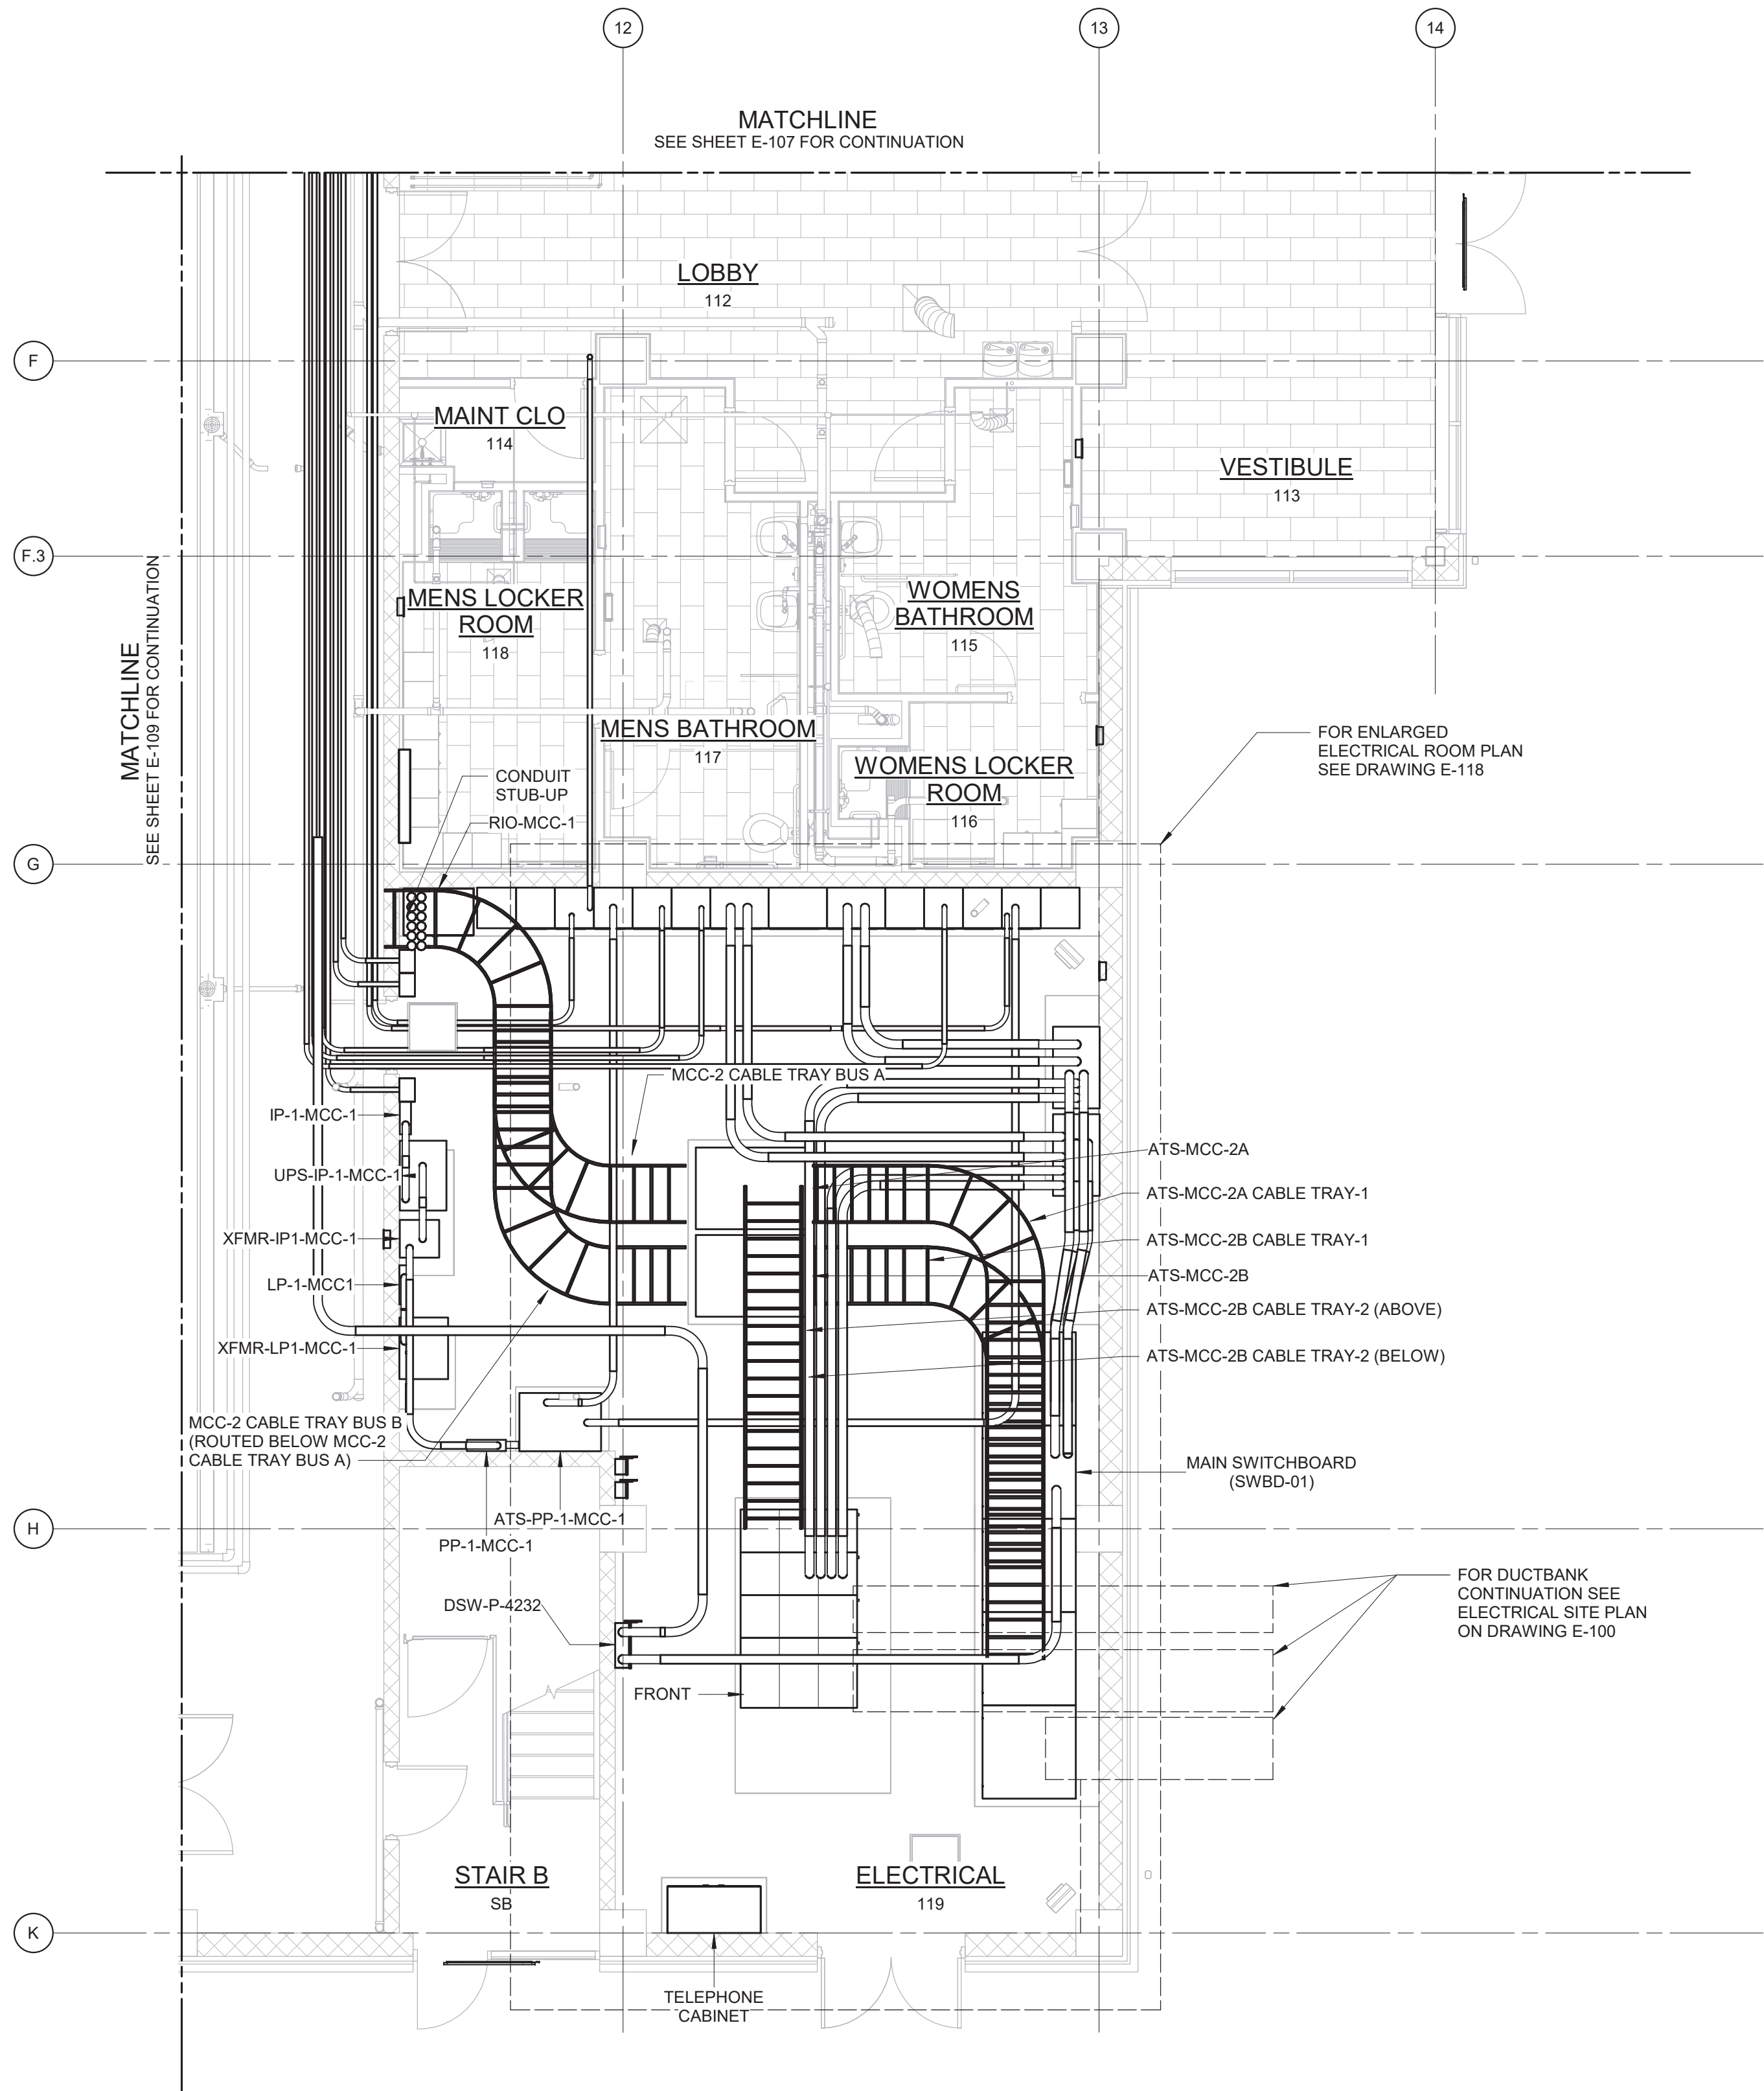 12
13
14
MATCHLINE
SEE SHEET E-107 FOR CONTINUATION
LOBBY
112
F
MAINT CLO
114
VESTIBULE
113
F.3
MATCHLINE
SEE SHEET E-109 FOR CONTINUATION
MENS LOCKER
ROOM
118
WOMENS
BATHROOM
115
MENS BATHROOM
117
FOR ENLARGED
ELECTRICAL ROOM PLAN
SEE DRAWING E-118
WOMENS LOCKER
ROOM
116
CONDUIT
STUB-UP
RIO-MCC-1
G
MCC-2 CABLE TRAY BUS A
IP-1-MCC-1
UPS-IP-1-MCC-1
XFMR-IP1-MCC-1
LP-1-MCC1
XFMR-LP1-MCC-1
ATS-MCC-2A
ATS-MCC-2A CABLE TRAY-1
ATS-MCC-2B CABLE TRAY-1
ATS-MCC-2B
ATS-MCC-2B CABLE TRAY-2 (ABOVE)
ATS-MCC-2B CABLE TRAY-2 (BELOW)
MCC-2 CABLE TRAY BUS B
(ROUTED BELOW MCC-2
CABLE TRAY BUS A)
MAIN SWITCHBOARD
(SWBD-01)
ATS-PP-1-MCC-1
PP-1-MCC-1
H
DSW-P-4232
FOR DUCTBANK
CONTINUATION SEE
ELECTRICAL SITE PLAN
ON DRAWING E-100
FRONT
STAIR B
SB
ELECTRICAL
119
K
TELEPHONE
CABINET